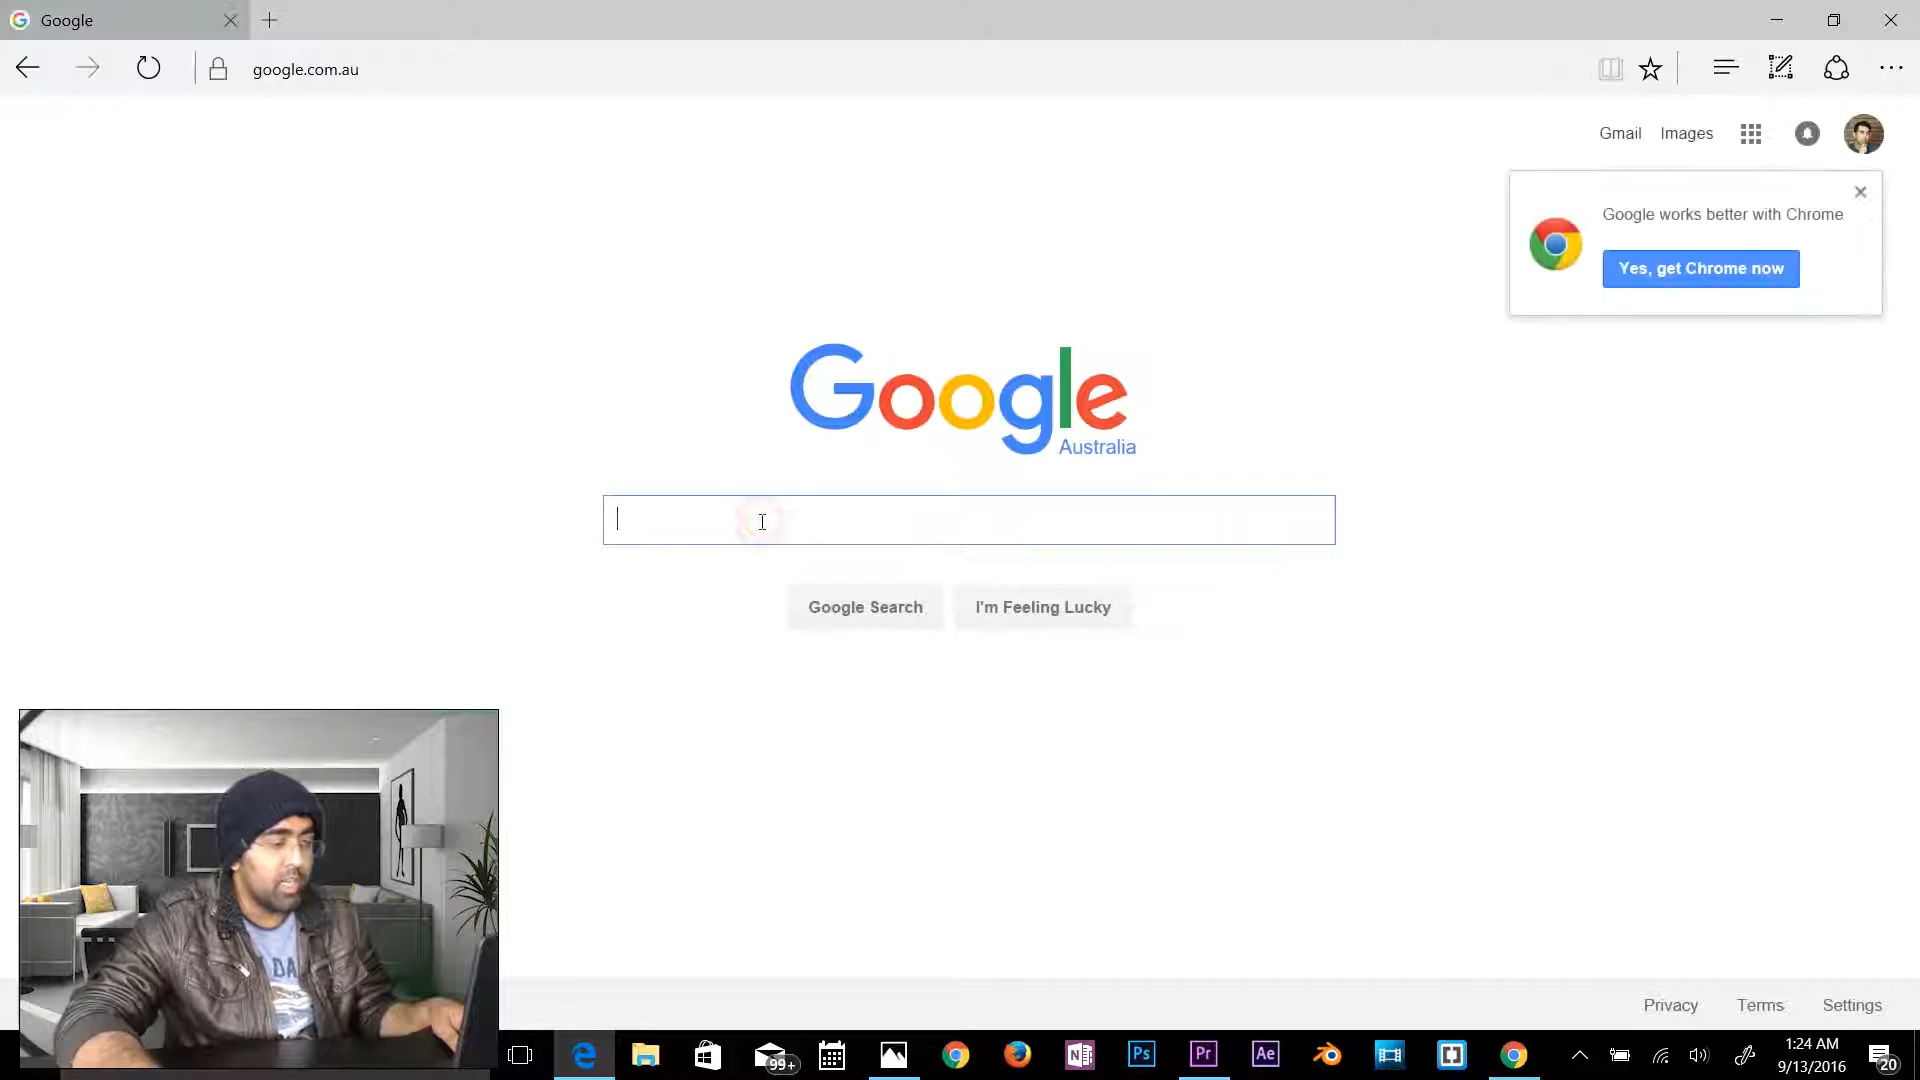 Google
google.com.au
Gmail Images
Google works better with Chrome
Yes, get Chrome now
Google
Australia
Google Search I'm Feeling Lucky
DA
Privacy Terms Settings
99+ N Ps Pr Ae 1:24 AM
9/13/2016 20